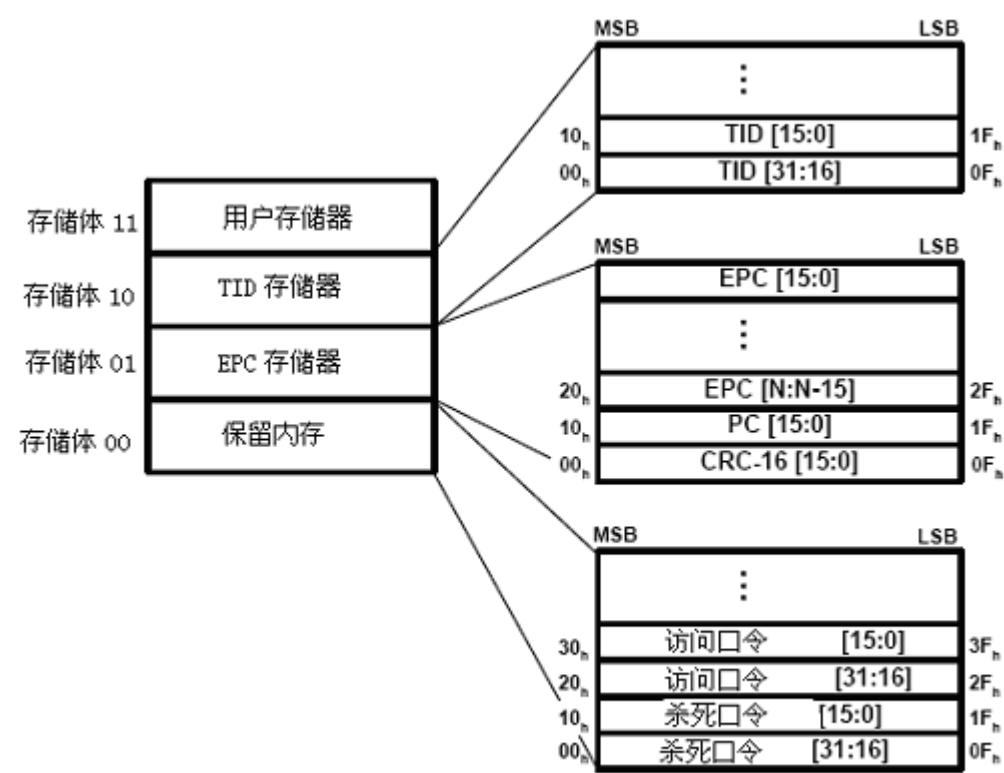 MSB LSB
⋮
10h TID [15:0] 1Fh
00h TID [31:16] 0Fh
存储体 11 用户存储器
存储体 10 TID 存储器
存储体 01 EPC 存储器
存储体 00 保留内存
MSB LSB
EPC [15:0]
⋮
20h EPC [N:N-15] 2Fh
10h PC [15:0] 1Fh
00h CRC-16 [15:0] 0Fh
MSB LSB
⋮
30h 访问口令 [15:0] 3Fh
20h 访问口令 [31:16] 2Fh
10h 杀死口令 [15:0] 1Fh
00h 杀死口令 [31:16] 0Fh